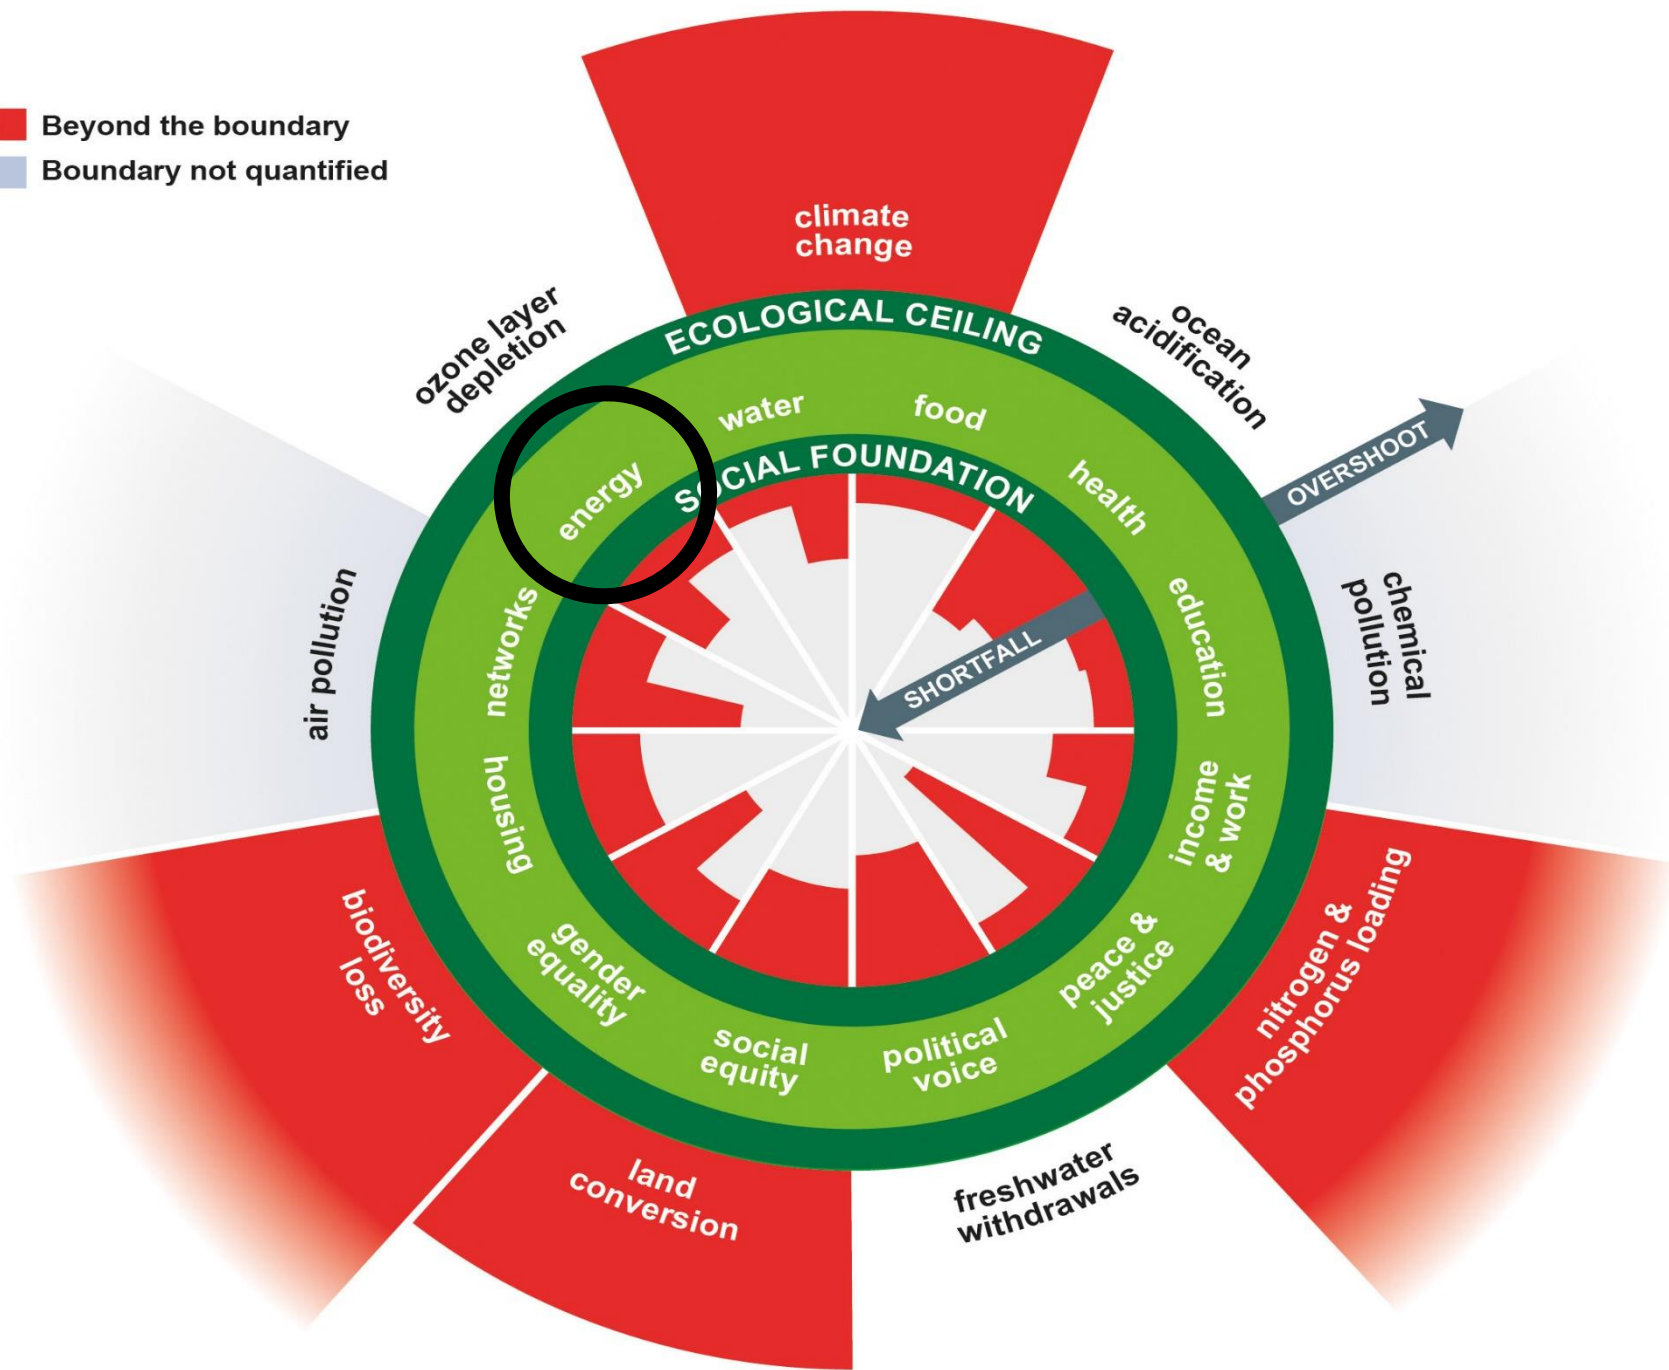 Beyond the boundary
Boundary not quantified
climate
change
ozone layer
depletion
ocean
acidification
ECOLOGICAL CEILING
OVERSHOOT
water
food
energy
SOCIAL FOUNDATION
health
networks
education
SHORTFALL
air pollution
chemical
pollution
housing
income
& work
gender
equality
peace &
justice
social
equity
political
voice
biodiversity
loss
nitrogen &
phosphorus loading
land
conversion
freshwater
withdrawals